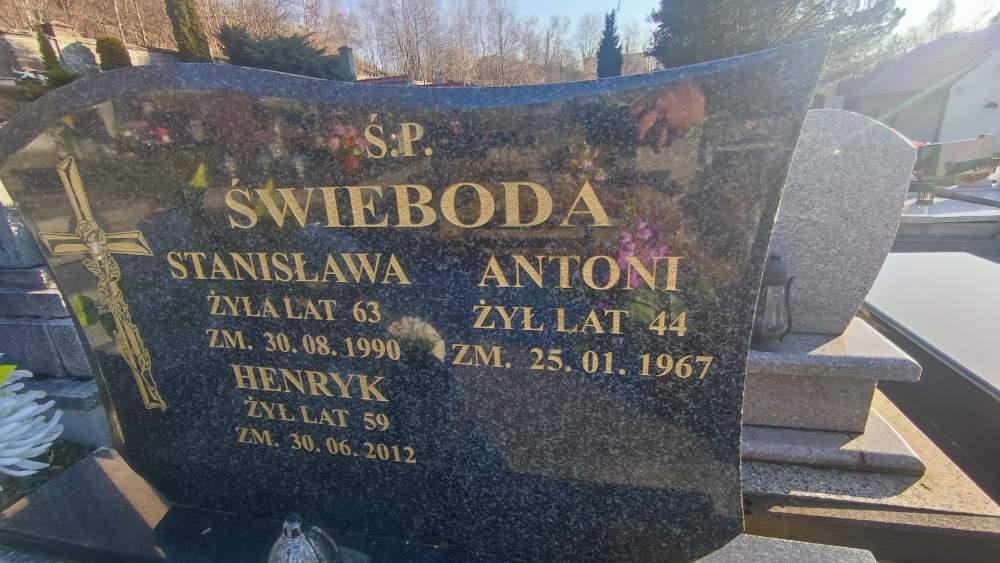 Ś.P.
ŚWIEBODA
STANISŁAWA
ŻYŁA LAT 63
ZM. 30.08.1990
HENRYK
ŻYŁ LAT 59
ZM. 30.06.2012
ANTONI
ŻYŁ LAT 44
ZM. 25.01.1967